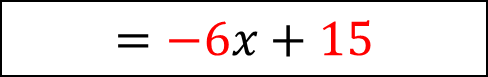 = −6x + 15